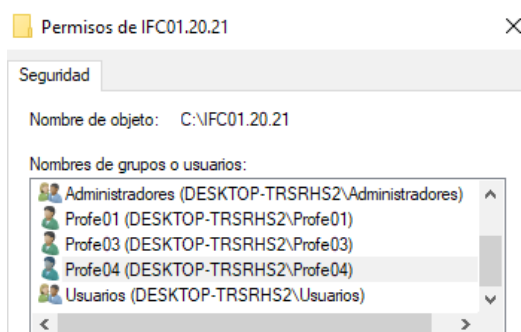 Permisos de IFC01.20.21
Seguridad
Nombre de objeto: C:\IFC01.20.21
Nombres de grupos o usuarios:
Administradores (DESKTOP-TRSRHS2\Administradores)
Profe01 (DESKTOP-TRSRHS2\Profe01)
Profe03 (DESKTOP-TRSRHS2\Profe03)
Profe04 (DESKTOP-TRSRHS2\Profe04)
Usuarios (DESKTOP-TRSRHS2\Usuarios)